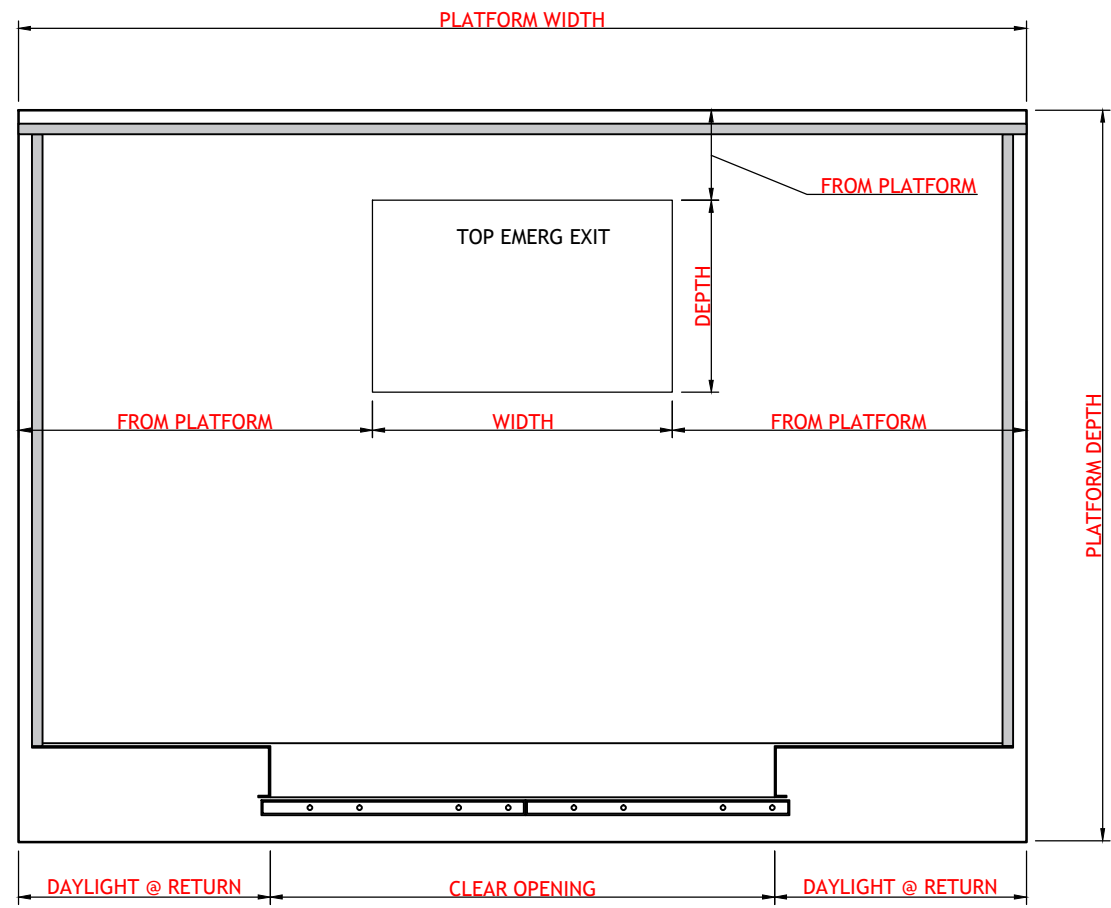 PLATFORM WIDTH
FROM PLATFORM
TOP EMERG EXIT
DEPTH
FROM PLATFORM
WIDTH
FROM PLATFORM
PLATFORM DEPTH
DAYLIGHT @ RETURN
CLEAR OPENING
DAYLIGHT @ RETURN